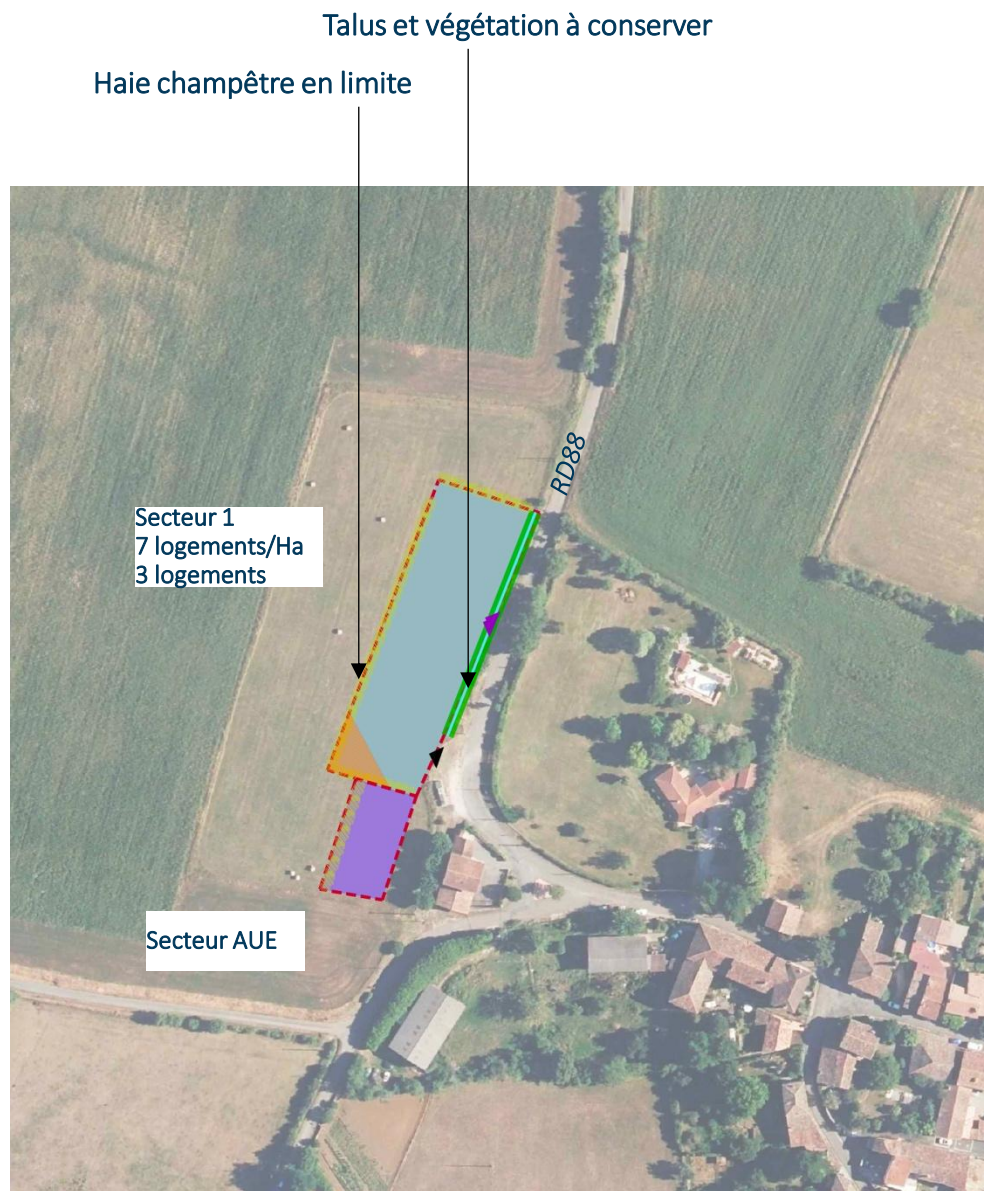 Talus et végétation à conserver
Haie champêtre en limite
RD88
Secteur 1
7 logements/Ha
3 logements
Secteur AUE